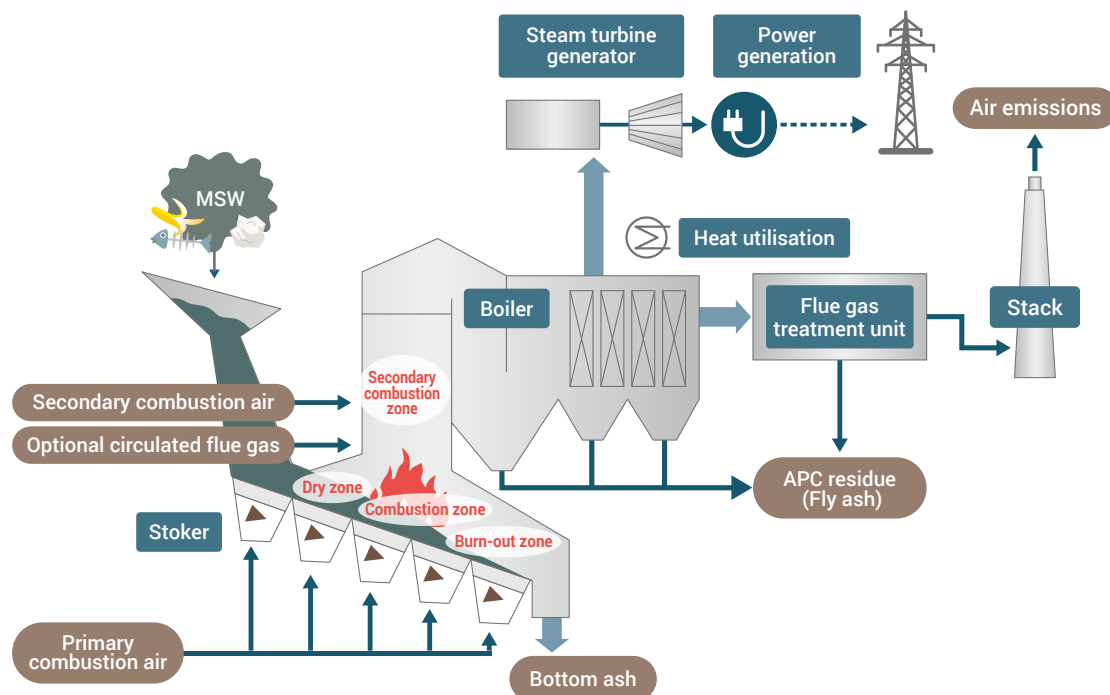 Steam turbine
generator
Power
generation
Air emissions
MSW
Heat utilisation
Boiler
Flue gas
treatment unit
Stack
Secondary
combustion
zone
Secondary combustion air
Optional circulated flue gas
Dry zone
Combustion zone
Burn-out zone
APC residue
(Fly ash)
Stoker
Primary
combustion air
Bottom ash